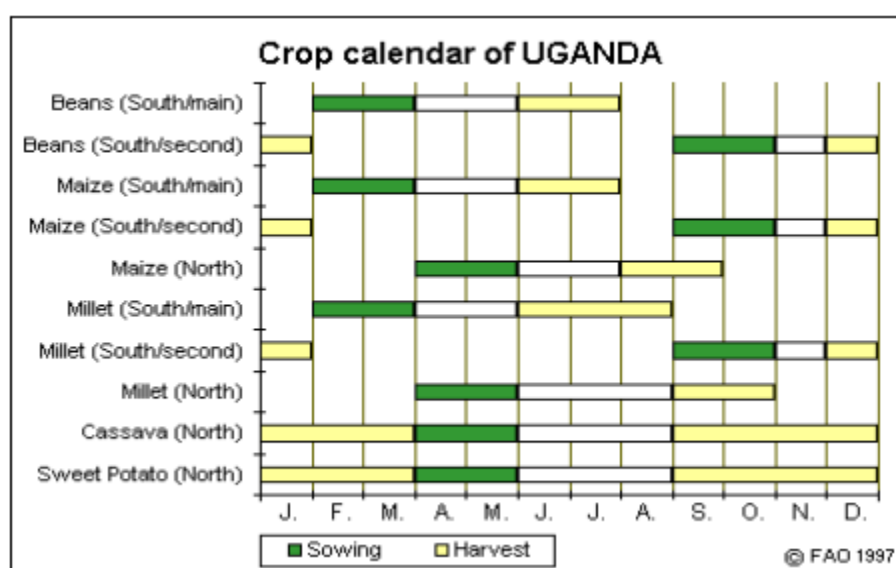 Crop calendar of UGANDA
Beans (South/main)
Beans (South/second)
Maize (South/main)
Maize (South/second)
Maize (North)
Millet (South/main)
Millet (South/second)
Millet (North)
Cassava (North)
Sweet Potato (North)
J. F. M. A. M. J. J. A. S. O. N. D.
Sowing Harvest
© FAO 1997